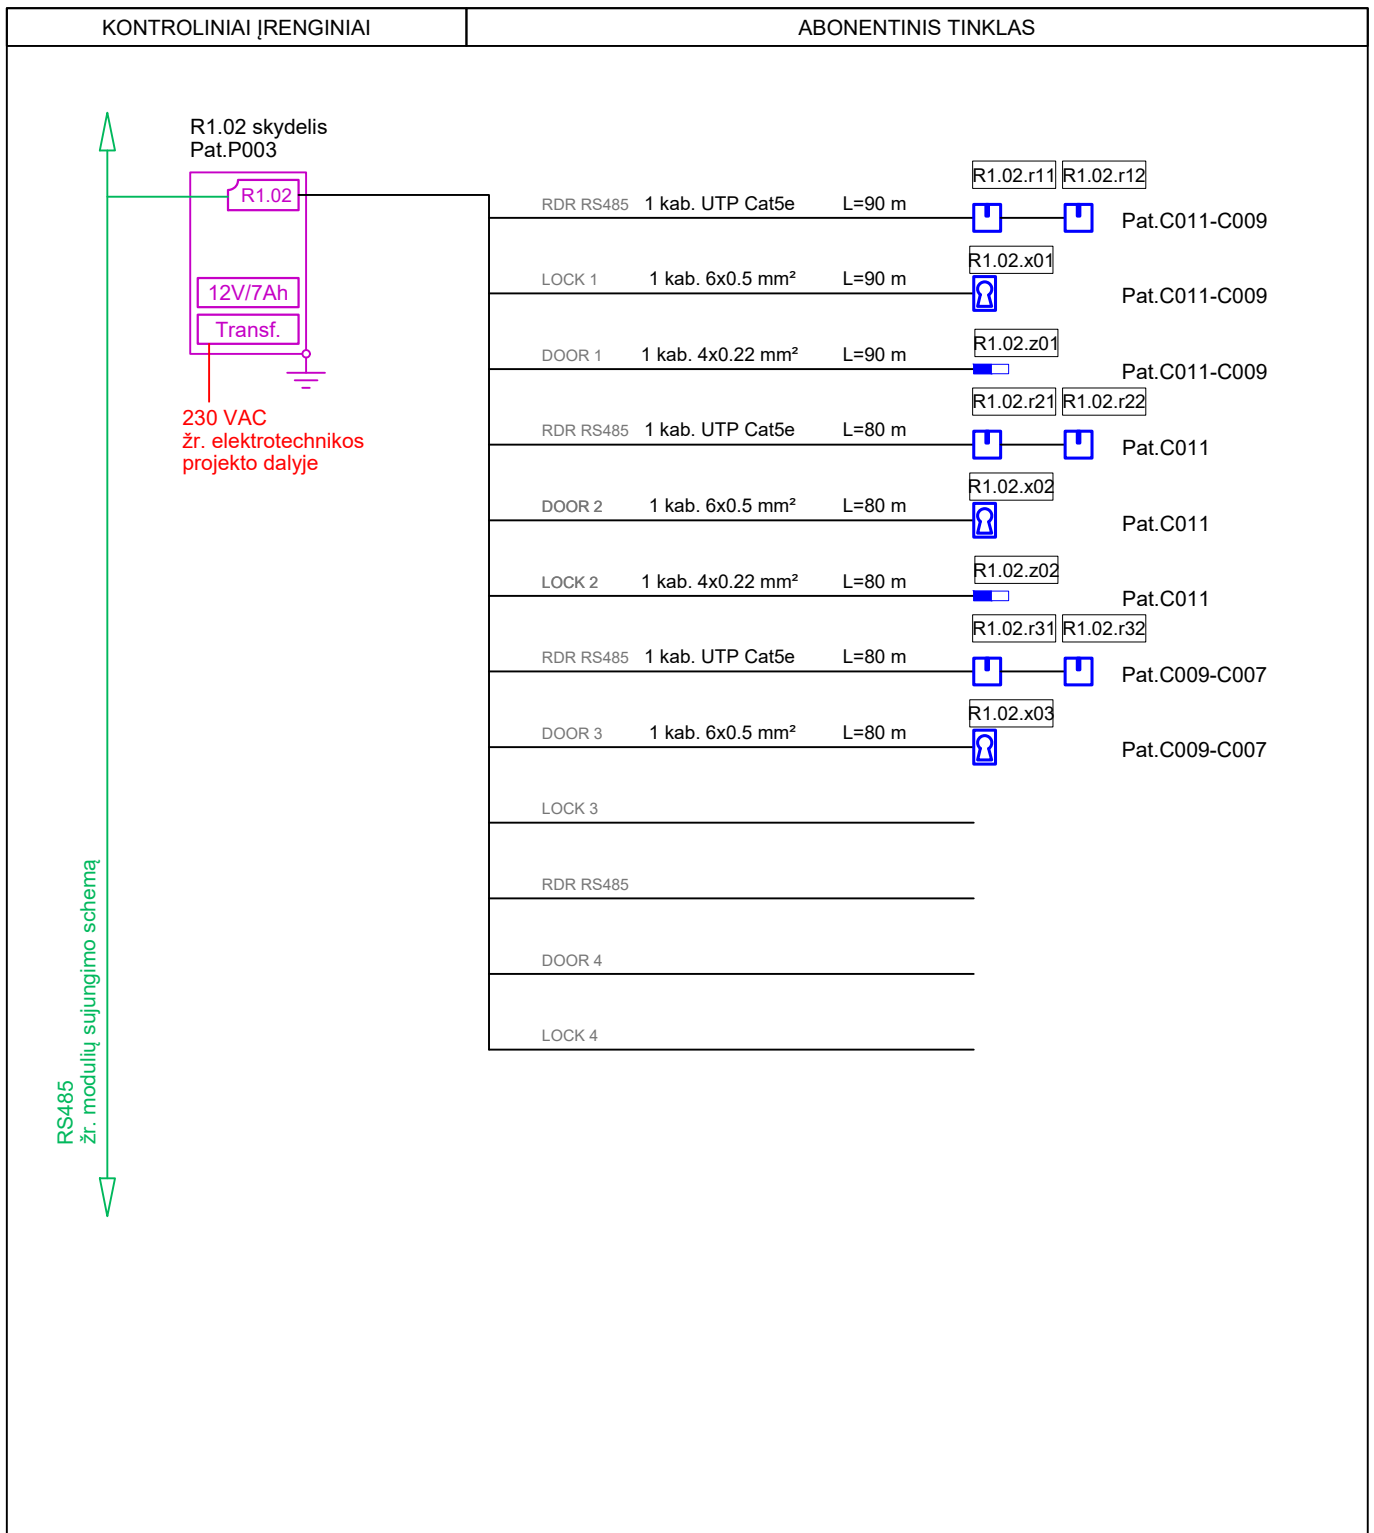 KONTROLINIAI ĮRENGINIAI
ABONENTINIS TINKLAS
R1.02 skydelis
Pat.P003
R1.02
12V/7Ah
Transf.
230 VAC
žr. elektrotechnikos
projekto dalyje
RS485
žr. modulių sujungimo schemą
R1.02.r11 R1.02.r12
RDR RS485 1 kab. UTP Cat5e L=90 m Pat.C011-C009
R1.02.x01
LOCK 1 1 kab. 6x0.5 mm² L=90 m Pat.C011-C009
R1.02.z01
DOOR 1 1 kab. 4x0.22 mm² L=90 m Pat.C011-C009
R1.02.r21 R1.02.r22
RDR RS485 1 kab. UTP Cat5e L=80 m Pat.C011
R1.02.x02
DOOR 2 1 kab. 6x0.5 mm² L=80 m Pat.C011
R1.02.z02
LOCK 2 1 kab. 4x0.22 mm² L=80 m Pat.C011
R1.02.r31 R1.02.r32
RDR RS485 1 kab. UTP Cat5e L=80 m Pat.C009-C007
R1.02.x03
DOOR 3 1 kab. 6x0.5 mm² L=80 m Pat.C009-C007
LOCK 3
RDR RS485
DOOR 4
LOCK 4